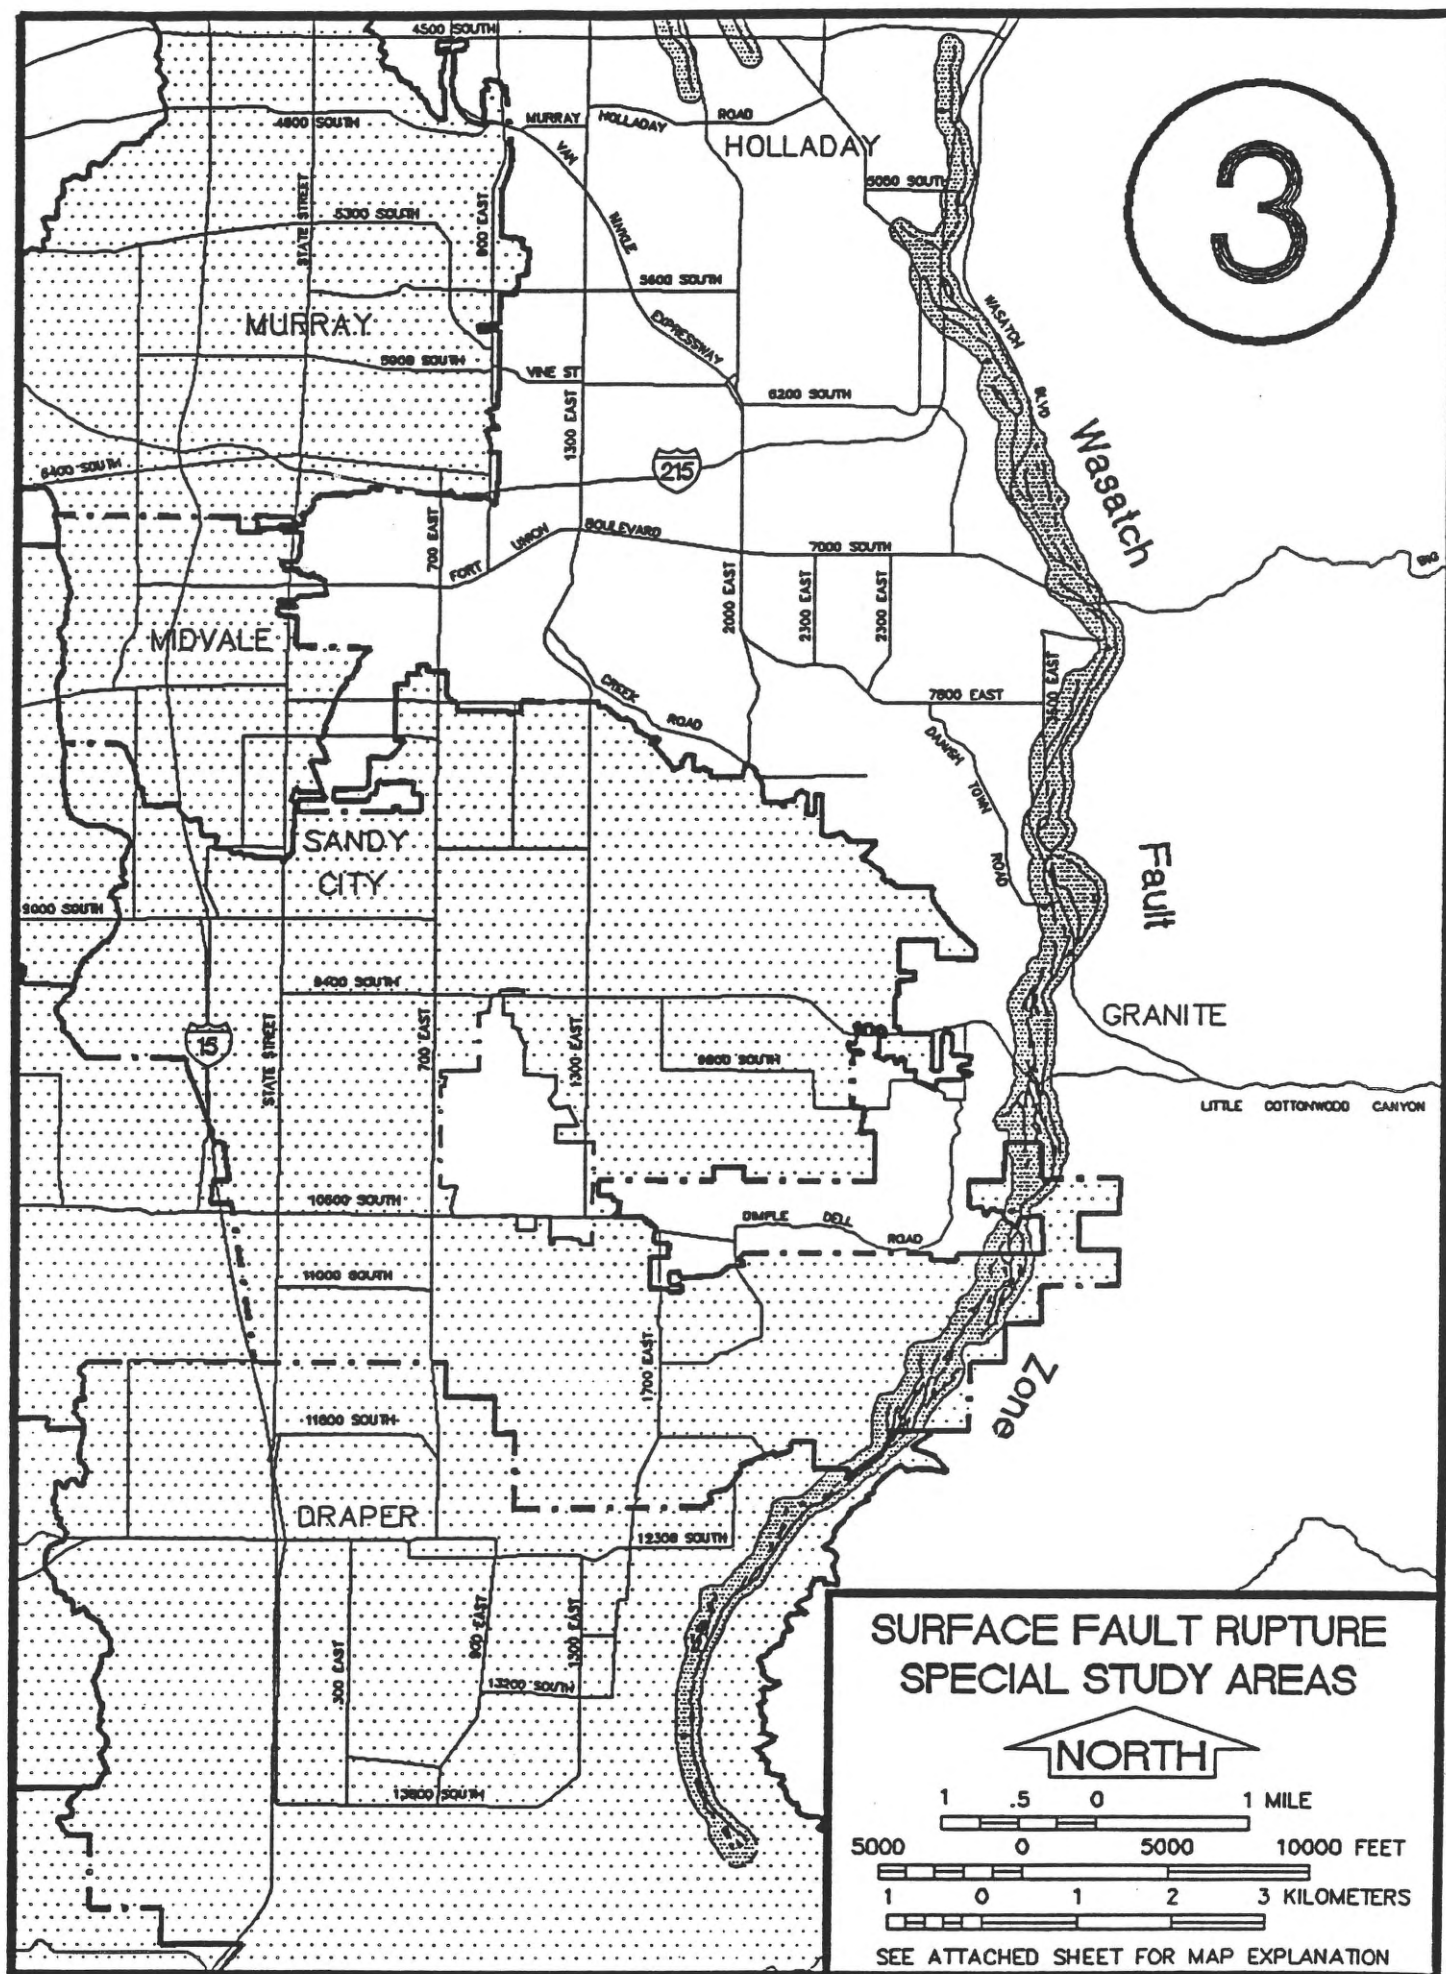 4500 SOUTH
3
4800 SOUTH
MURRAY HOLLADAY ROAD
HOLLADAY
VAN WINKLE EXPRESSWAY
5050 SOUTH
STATE STREET
5300 SOUTH
900 EAST
5600 SOUTH
MURRAY
WASATCH BLVD
5900 SOUTH
VINE ST
6200 SOUTH
1300 EAST
Wasatch
6400 SOUTH
215
700 EAST
FORT UNION BOULEVARD
7000 SOUTH
BIG
2000 EAST
2300 EAST
2300 EAST
MIDVALE
CREEK ROAD
7800 EAST
3500 EAST
DANISH TOWN ROAD
SANDY
CITY
Fault
9000 SOUTH
9400 SOUTH
GRANITE
15
STATE STREET
700 EAST
1300 EAST
9800 SOUTH
LITTLE COTTONWOOD CANYON
10600 SOUTH
DIMPLE DELL ROAD
11000 SOUTH
1700 EAST
Zone
11800 SOUTH
DRAPER
12300 SOUTH
300 EAST
900 EAST
1300 EAST
13200 SOUTH
13800 SOUTH
SURFACE FAULT RUPTURE
SPECIAL STUDY AREAS
NORTH
1 .5 0 1 MILE
5000 0 5000 10000 FEET
1 0 1 2 3 KILOMETERS
SEE ATTACHED SHEET FOR MAP EXPLANATION